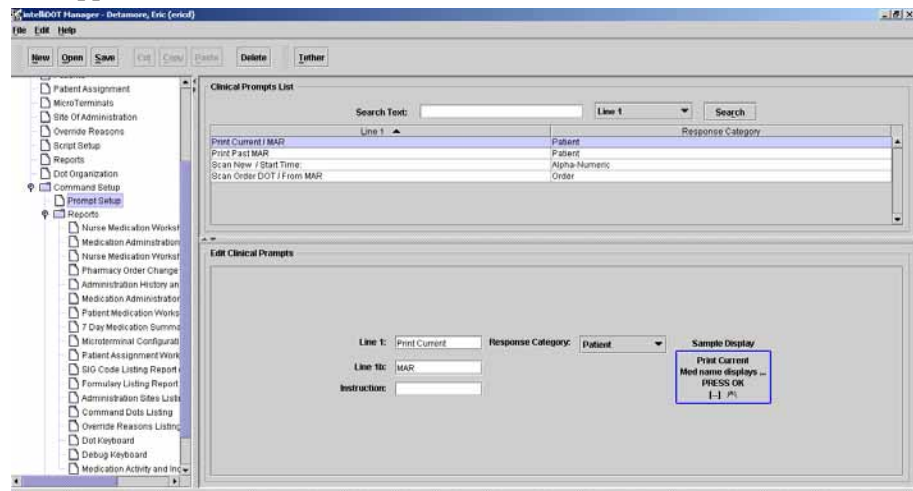 intelliDOT Manager - Detamore, Eric (ericd)
File Edit Help
New Open Save Cut Copy Paste Delete Tether
Patient Assignment
MicroTerminals
Site Of Administration
Override Reasons
Script Setup
Reports
Dot Organization
Command Setup
Prompt Setup
Reports
Nurse Medication Worksh
Medication Administration
Nurse Medication Worksh
Pharmacy Order Change
Administration History an
Medication Administration
Patient Medication Works
7 Day Medication Summa
Microterminal Configurati
Patient Assignment Work
SIG Code Listing Report
Formulary Listing Report
Administration Sites Listi
Command Dots Listing
Override Reasons Listing
Dot Keyboard
Debug Keyboard
Medication Activity and Inc
Clinical Prompts List
Search Text: Line 1 Search
Line 1 Response Category
Print Current / MAR Patient
Print Past MAR Patient
Scan New / Start Time: Alpha-Numeric
Scan Order DOT / From MAR Order
Edit Clinical Prompts
Line 1: Print Current Response Category: Patient Sample Display
Line 1b: MAR
Instruction:
Print Current
Med name displays ...
PRESS OK